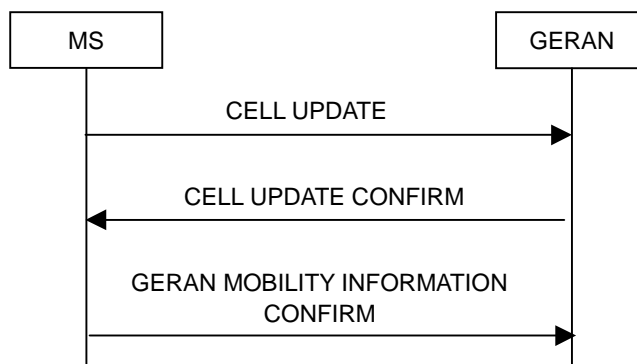 MS
GERAN
CELL UPDATE
CELL UPDATE CONFIRM
GERAN MOBILITY INFORMATION
CONFIRM